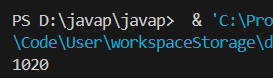 PS D:\javap\javap>  & 'C:\Pro
\Code\User\workspaceStorage\d
1020